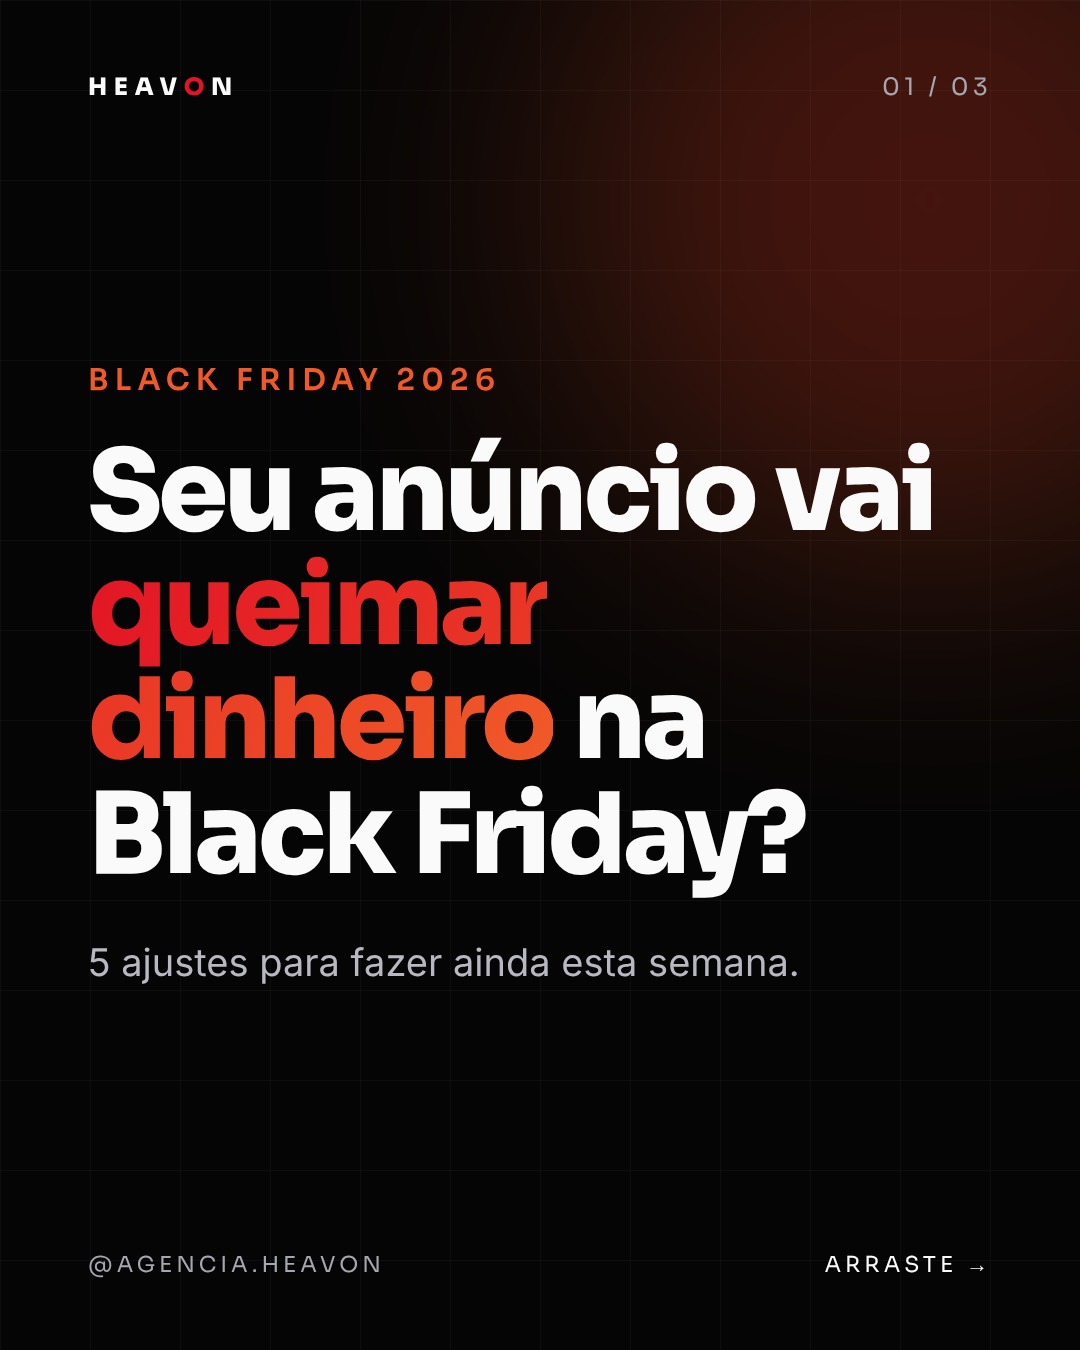 HEAVON
01 / 03
BLACK FRIDAY 2026
Seu anúncio vai
queimar
dinheiro na
Black Friday?
5 ajustes para fazer ainda esta semana.
@AGENCIA.HEAVON
ARRASTE →